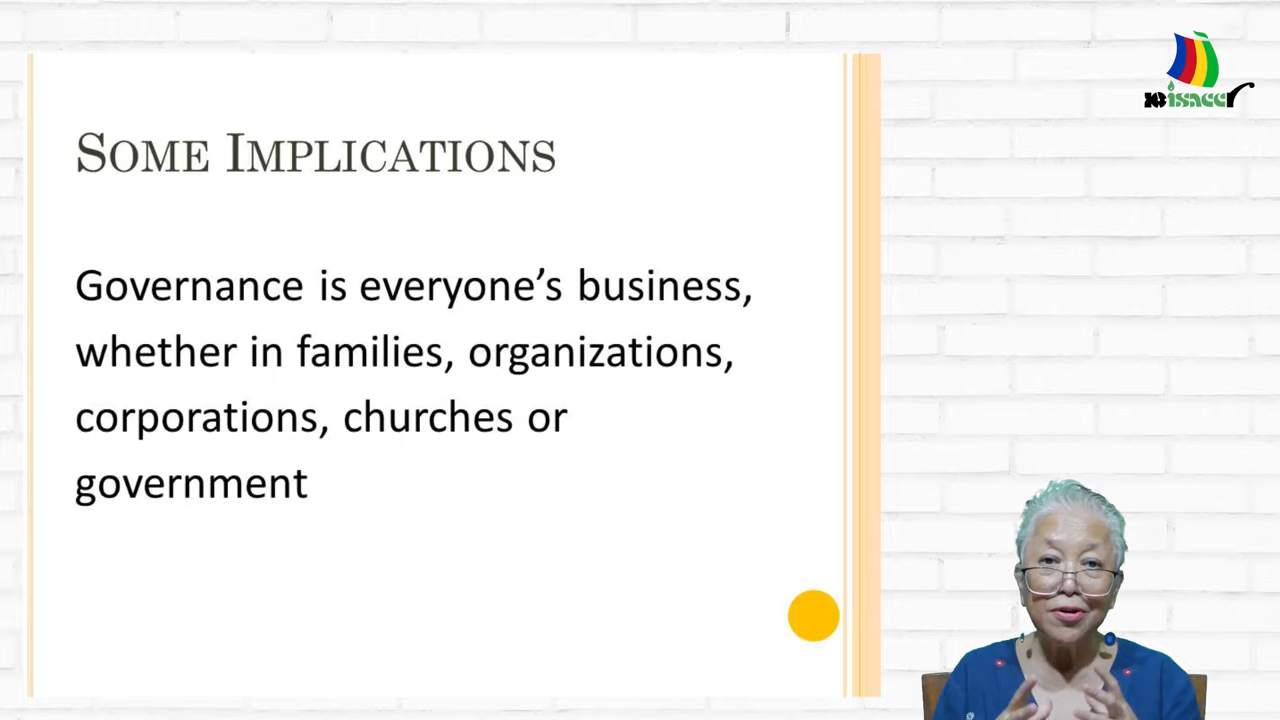 SOME IMPLICATIONS
Governance is everyone’s business,
whether in families, organizations,
corporations, churches or
government